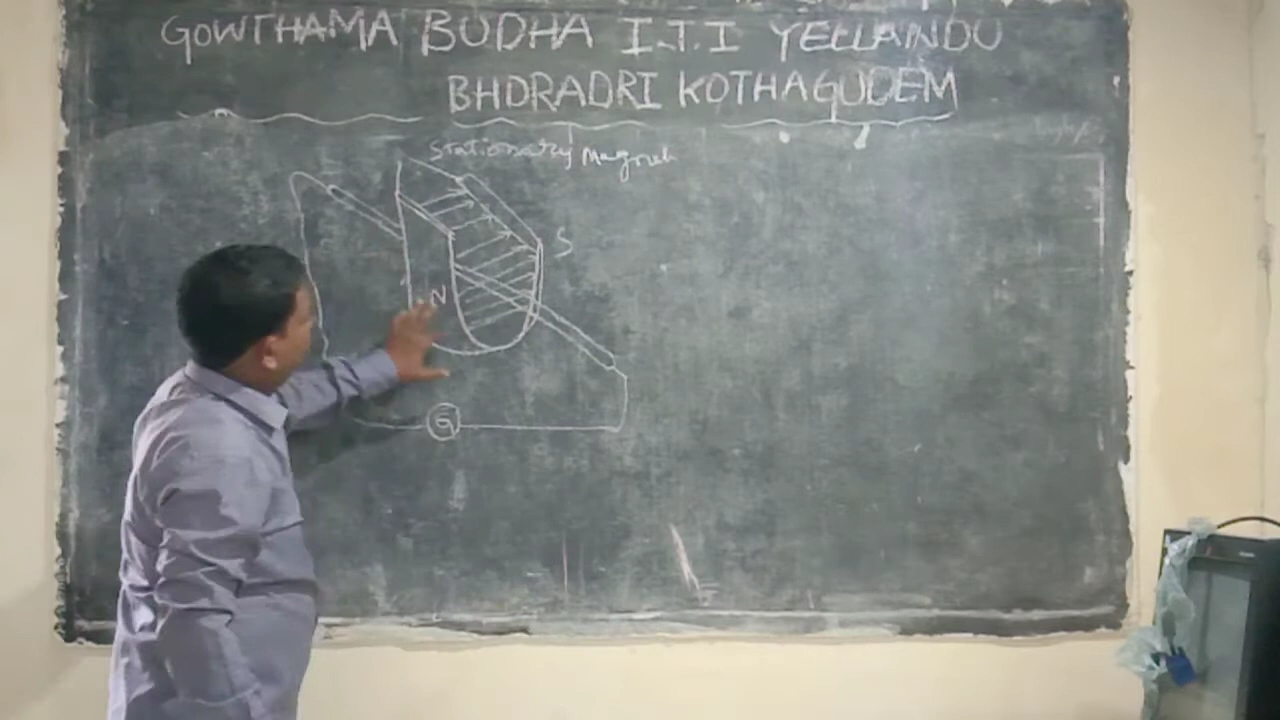 GOWTHAMA BUDHA I.T.I YELLANDU
BHDRADRI KOTHAGUDEM
Stationary Magnet
S
N
G